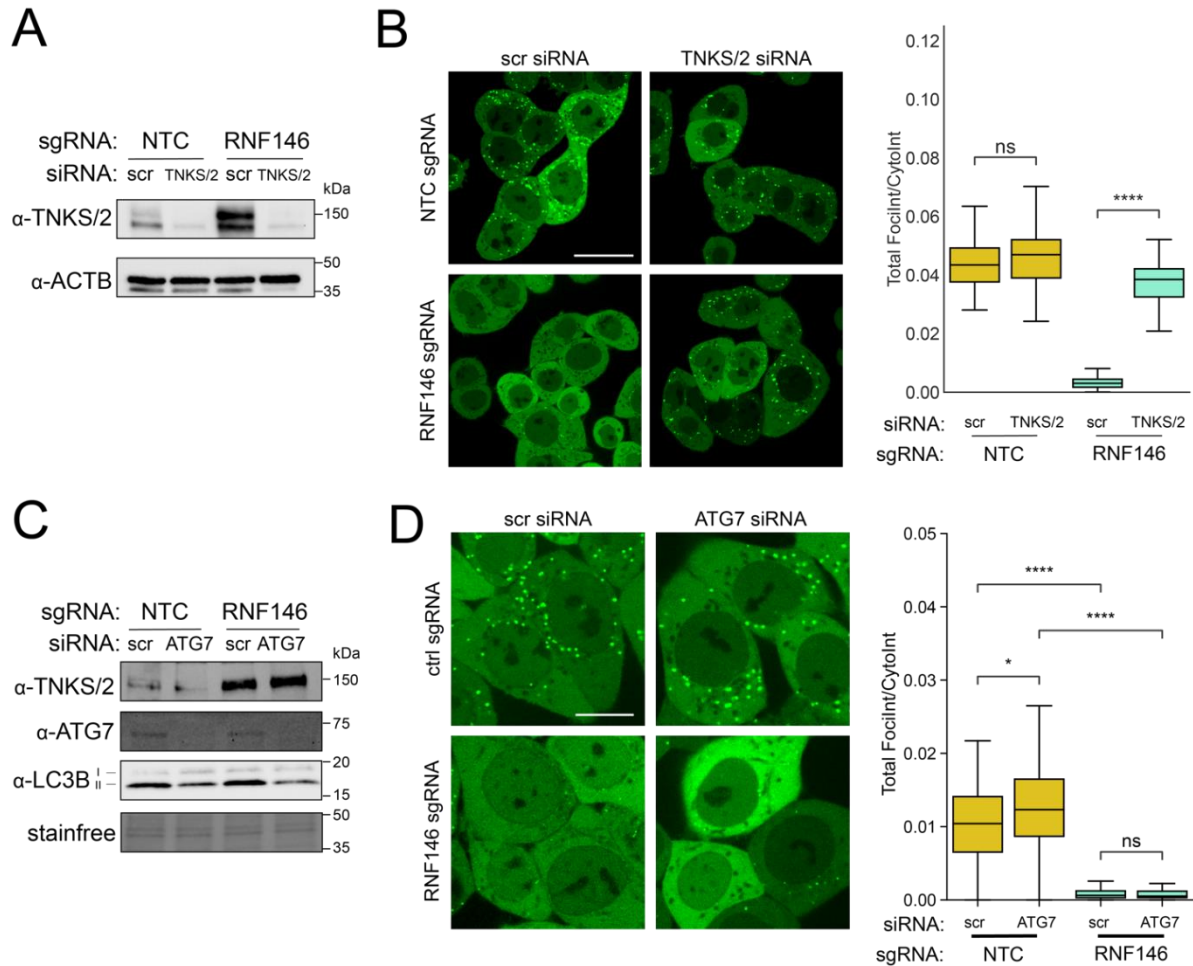 A
sgRNA: NTC RNF146
siRNA: scr TNKS/2 scr TNKS/2
kDa
α-TNKS/2 150
α-ACTB 50
35
B
scr siRNA TNKS/2 siRNA
NTC sgRNA
RNF146 sgRNA
Total FociInt/CytoInt
0.12
0.10
0.08
0.06
0.04
0.02
0.00
ns
****
siRNA: scr TNKS/2 scr TNKS/2
sgRNA: NTC RNF146
C
sgRNA: NTC RNF146
siRNA: scr ATG7 scr ATG7
kDa
α-TNKS/2 150
α-ATG7 75
α-LC3B I II 20
15
stainfree 50
35
D
scr siRNA ATG7 siRNA
ctrl sgRNA
RNF146 sgRNA
Total FociInt/CytoInt
0.05
0.04
0.03
0.02
0.01
0.00
****
****
*
ns
siRNA: scr ATG7 scr ATG7
sgRNA: NTC RNF146